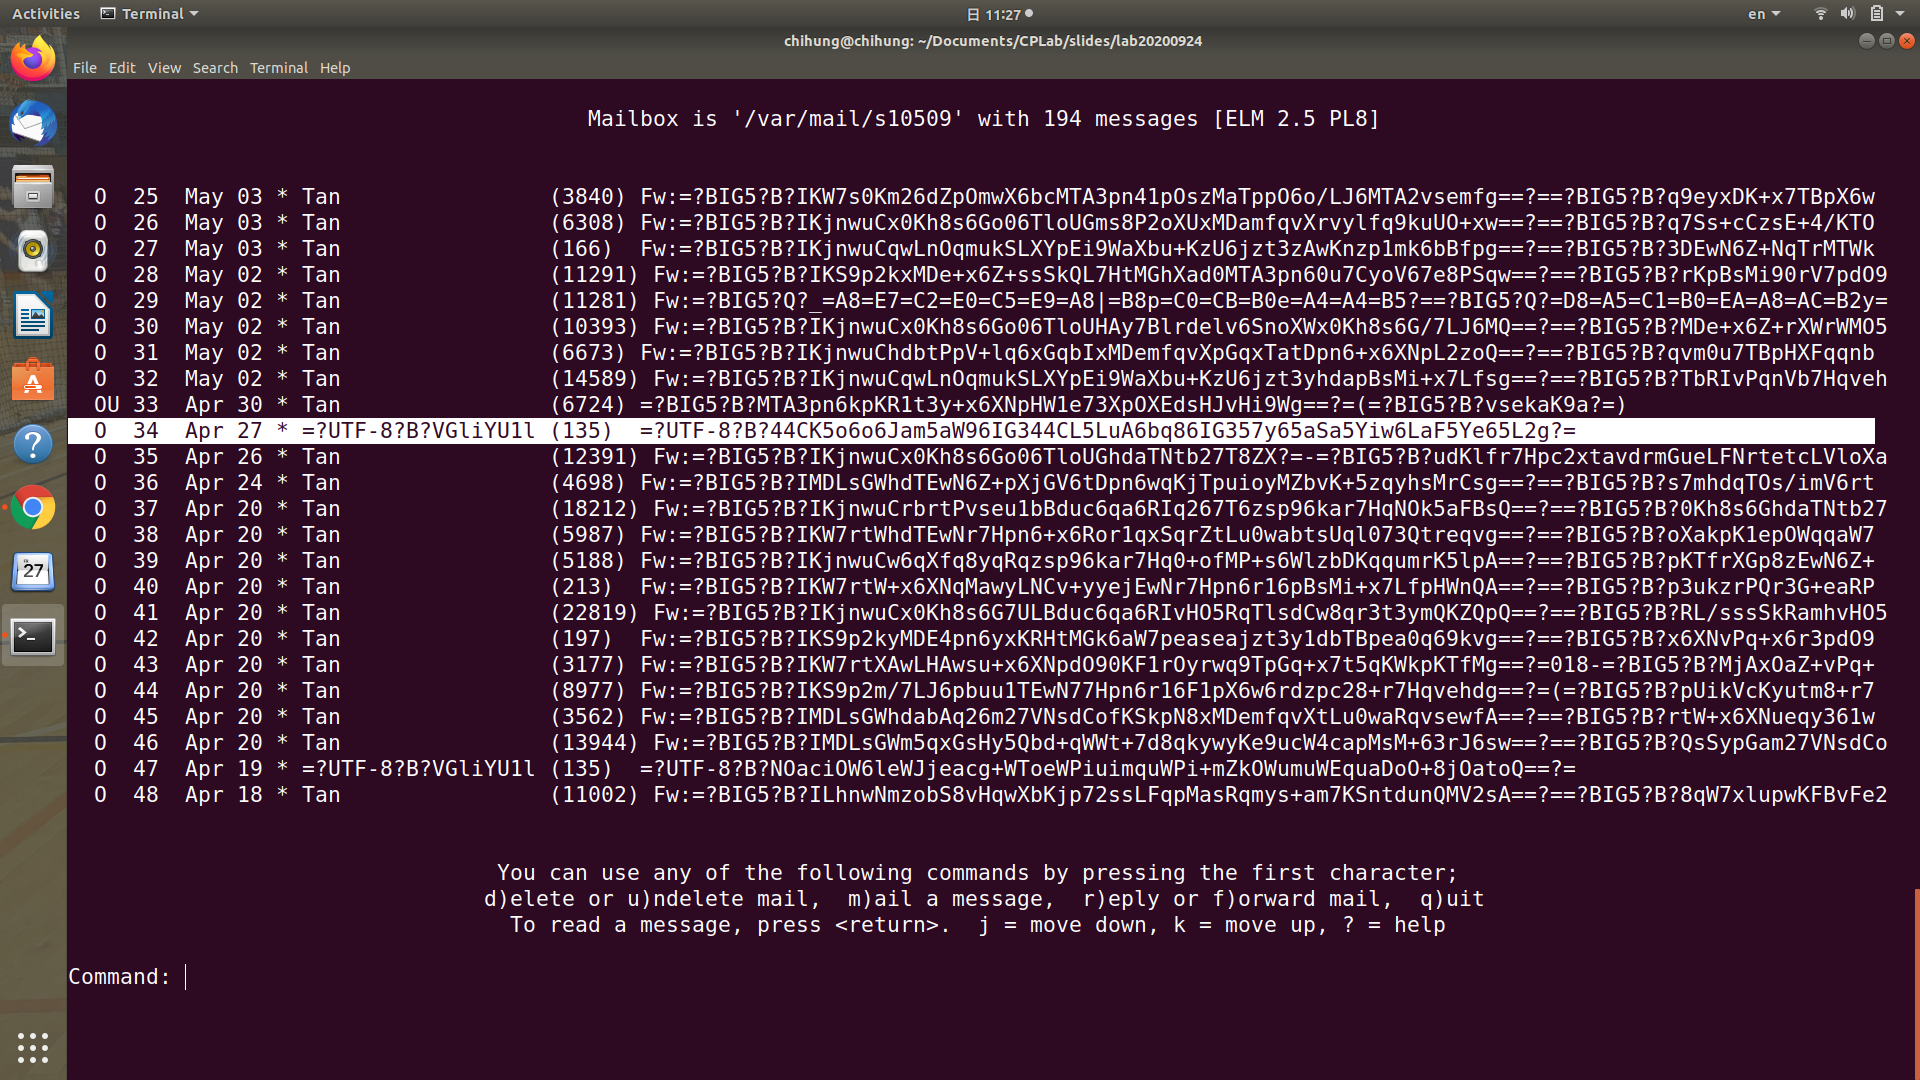 Activities Terminal 日 11:27 en
chihung@chihung: ~/Documents/CPLab/slides/lab20200924
File Edit View Search Terminal Help
Mailbox is '/var/mail/s10509' with 194 messages [ELM 2.5 PL8]
O 25 May 03 * Tan (3840) Fw:=?BIG5?B?IKW7s0Km26dZpOmwX6bcMTA3pn41pOszMaTppO6o/LJ6MTA2vsemfg==?==?BIG5?B?q9eyxDK+x7TBpX6w
O 26 May 03 * Tan (6308) Fw:=?BIG5?B?IKjnwuCx0Kh8s6Go06TloUGms8P2oXUxMDamfqvXrvylfq9kuUO+xw==?==?BIG5?B?q7Ss+cCzsE+4/KTO
O 27 May 03 * Tan (166) Fw:=?BIG5?B?IKjnwuCqwLnOqmukSLXYpEi9WaXbu+KzU6jzt3zAwKnzp1mk6bBfpg==?==?BIG5?B?3DEwN6Z+NqTrMTWk
O 28 May 02 * Tan (11291) Fw:=?BIG5?B?IKS9p2kxMDe+x6Z+ssSkQL7HtMGhXad0MTA3pn60u7CyoV67e8PSqw==?==?BIG5?B?rKpBsMi90rV7pdO9
O 29 May 02 * Tan (11281) Fw:=?BIG5?Q?_=A8=E7=C2=E0=C5=E9=A8|=B8p=C0=CB=B0e=A4=A4=B5?==?BIG5?Q?=D8=A5=C1=B0=EA=A8=AC=B2y=
O 30 May 02 * Tan (10393) Fw:=?BIG5?B?IKjnwuCx0Kh8s6Go06TloUHAy7Blrdelv6SnoXWx0Kh8s6G/7LJ6MQ==?==?BIG5?B?MDe+x6Z+rXWrWMO5
O 31 May 02 * Tan (6673) Fw:=?BIG5?B?IKjnwuChdbtPpV+lq6xGqbIxMDemfqvXpGqxTatDpn6+x6XNpL2zoQ==?==?BIG5?B?qvm0u7TBpHXFqqnb
O 32 May 02 * Tan (14589) Fw:=?BIG5?B?IKjnwuCqwLnOqmukSLXYpEi9WaXbu+KzU6jzt3yhdapBsMi+x7Lfsg==?==?BIG5?B?TbRIvPqnVb7Hqveh
OU 33 Apr 30 * Tan (6724) =?BIG5?B?MTA3pn6kpKR1t3y+x6XNpHW1e73XpOXEdsHJvHi9Wg==?=(=?BIG5?B?vsekaK9a?=)
O 34 Apr 27 * =?UTF-8?B?VGliYU1l (135) =?UTF-8?B?44CK5o6o6Jam5aW96IG344CL5LuA6bq86IG357y65aSa5Yiw6LaF5Ye65L2g?=
O 35 Apr 26 * Tan (12391) Fw:=?BIG5?B?IKjnwuCx0Kh8s6Go06TloUGhdaTNtb27T8ZX?=-=?BIG5?B?udKlfr7Hpc2xtavdrmGueLFNrtetcLVloXa
O 36 Apr 24 * Tan (4698) Fw:=?BIG5?B?IMDLsGWhdTEwN6Z+pXjGV6tDpn6wqKjTpuioyMZbvK+5zqyhsMrCsg==?==?BIG5?B?s7mhdqTOs/imV6rt
O 37 Apr 20 * Tan (18212) Fw:=?BIG5?B?IKjnwuCrbrtPvseu1bBduc6qa6RIq267T6zsp96kar7HqNOk5aFBsQ==?==?BIG5?B?0Kh8s6GhdaTNtb27
O 38 Apr 20 * Tan (5987) Fw:=?BIG5?B?IKW7rtWhdTEwNr7Hpn6+x6Ror1qxSqrZtLu0wabtsUql073Qtreqvg==?==?BIG5?B?oXakpK1epOWqqaW7
O 39 Apr 20 * Tan (5188) Fw:=?BIG5?B?IKjnwuCw6qXfq8yqRqzsp96kar7Hq0+ofMP+s6WlzbDKqqumrK5lpA==?==?BIG5?B?pKTfrXGp8zEwN6Z+
O 40 Apr 20 * Tan (213) Fw:=?BIG5?B?IKW7rtW+x6XNqMawyLNCv+yyejEwNr7Hpn6r16pBsMi+x7LfpHWnQA==?==?BIG5?B?p3ukzrPQr3G+eaRP
O 41 Apr 20 * Tan (22819) Fw:=?BIG5?B?IKjnwuCx0Kh8s6G7ULBduc6qa6RIvHO5RqTlsdCw8qr3t3ymQKZQpQ==?==?BIG5?B?RL/sssSkRamhvHO5
O 42 Apr 20 * Tan (197) Fw:=?BIG5?B?IKS9p2kyMDE4pn6yxKRHtMGk6aW7peaseajzt3y1dbTBpea0q69kvg==?==?BIG5?B?x6XNvPq+x6r3pdO9
O 43 Apr 20 * Tan (3177) Fw:=?BIG5?B?IKW7rtXAwLHAwsu+x6XNpdO90KF1rOyrwq9TpGq+x7t5qKWkpKTfMg==?=018-=?BIG5?B?MjAxOaZ+vPq+
O 44 Apr 20 * Tan (8977) Fw:=?BIG5?B?IKS9p2m/7LJ6pbuu1TEwN77Hpn6r16F1pX6w6rdzpc28+r7Hqvehdg==?=(=?BIG5?B?pUikVcKyutm8+r7
O 45 Apr 20 * Tan (3562) Fw:=?BIG5?B?IMDLsGWhdabAq26m27VNsdCofKSkpN8xMDemfqvXtLu0waRqvsewfA==?==?BIG5?B?rtW+x6XNueqy361w
O 46 Apr 20 * Tan (13944) Fw:=?BIG5?B?IMDLsGWm5qxGsHy5Qbd+qWWt+7d8qkywyKe9ucW4capMsM+63rJ6sw==?==?BIG5?B?QsSypGam27VNsdCo
O 47 Apr 19 * =?UTF-8?B?VGliYU1l (135) =?UTF-8?B?NOaciOW6leWJjeacg+WToeWPiuimquWPi+mZkOWumuWEquaDoO+8jOatoQ==?=
O 48 Apr 18 * Tan (11002) Fw:=?BIG5?B?ILhnwNmzobS8vHqwXbKjp72ssLFqpMasRqmys+am7KSntdunQMV2sA==?==?BIG5?B?8qW7xlupwKFBvFe2
You can use any of the following commands by pressing the first character;
d)elete or u)ndelete mail, m)ail a message, r)eply or f)orward mail, q)uit
To read a message, press <return>. j = move down, k = move up, ? = help
Command:
27